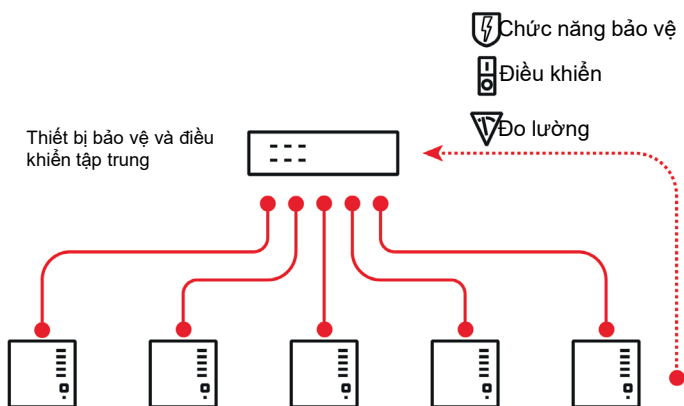 Chức năng bảo vệ
Điều khiển
Đo lường
Thiết bị bảo vệ và điều
khiển tập trung